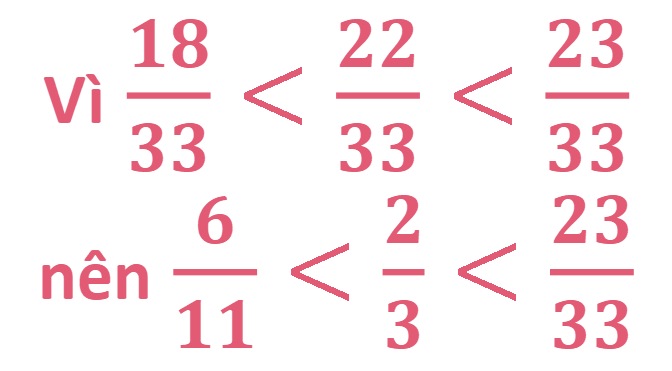 Vì 18/33 < 22/33 < 23/33
nên 6/11 < 2/3 < 23/33